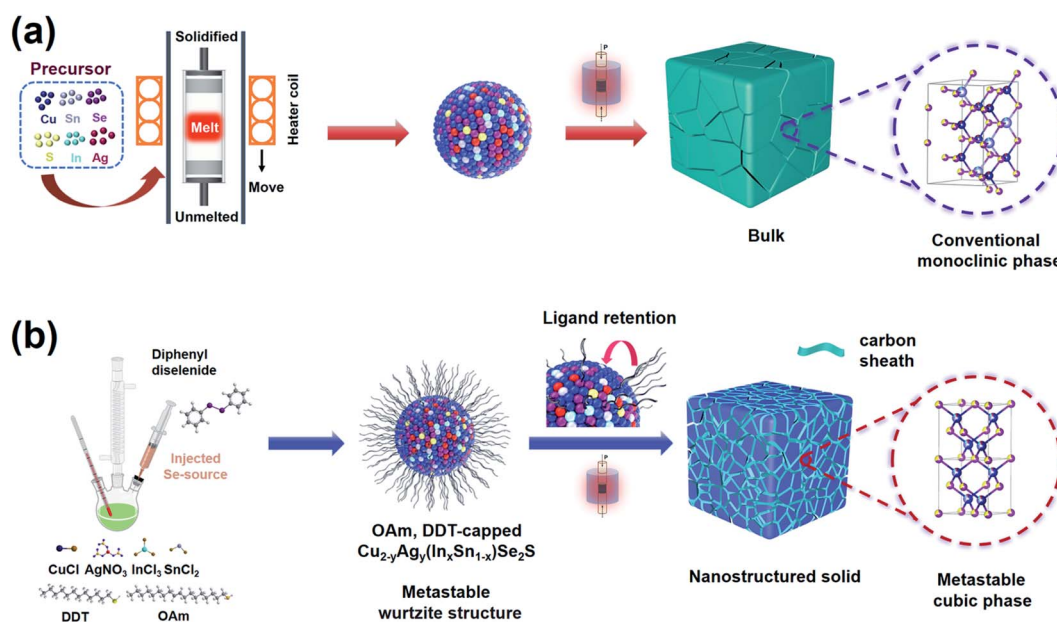 (a)
Solidified
Precursor
Cu Sn Se
S In Ag
Melt
Heater coil
Move
Unmelted
P
Bulk
Conventional
monoclinic phase
(b)
Diphenyl
diselenide
Injected
Se-source
CuCl AgNO₃ InCl₃ SnCl₂
DDT OAm
OAm, DDT-capped
Cu₂₋yAgy(InₓSn₁₋ₓ)Se₂S
Metastable
wurtzite structure
Ligand retention
P
carbon
sheath
Nanostructured solid
Metastable
cubic phase